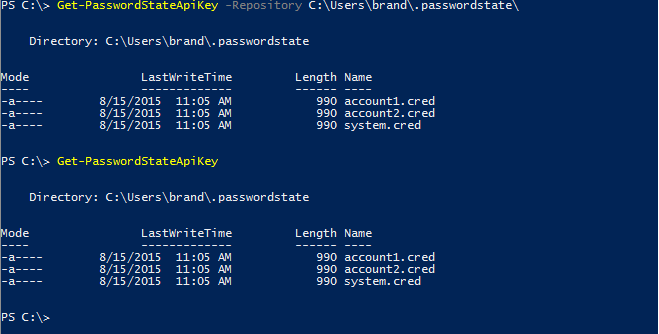 PS C:\> Get-PasswordStateApiKey -Repository C:\Users\brand\.passwordstate\
Directory: C:\Users\brand\.passwordstate
Mode LastWriteTime Length Name
---- ------------- ------ ----
-a---- 8/15/2015 11:05 AM 990 account1.cred
-a---- 8/15/2015 11:05 AM 990 account2.cred
-a---- 8/15/2015 11:05 AM 990 system.cred
PS C:\> Get-PasswordStateApiKey
Directory: C:\Users\brand\.passwordstate
Mode LastWriteTime Length Name
---- ------------- ------ ----
-a---- 8/15/2015 11:05 AM 990 account1.cred
-a---- 8/15/2015 11:05 AM 990 account2.cred
-a---- 8/15/2015 11:05 AM 990 system.cred
PS C:\>